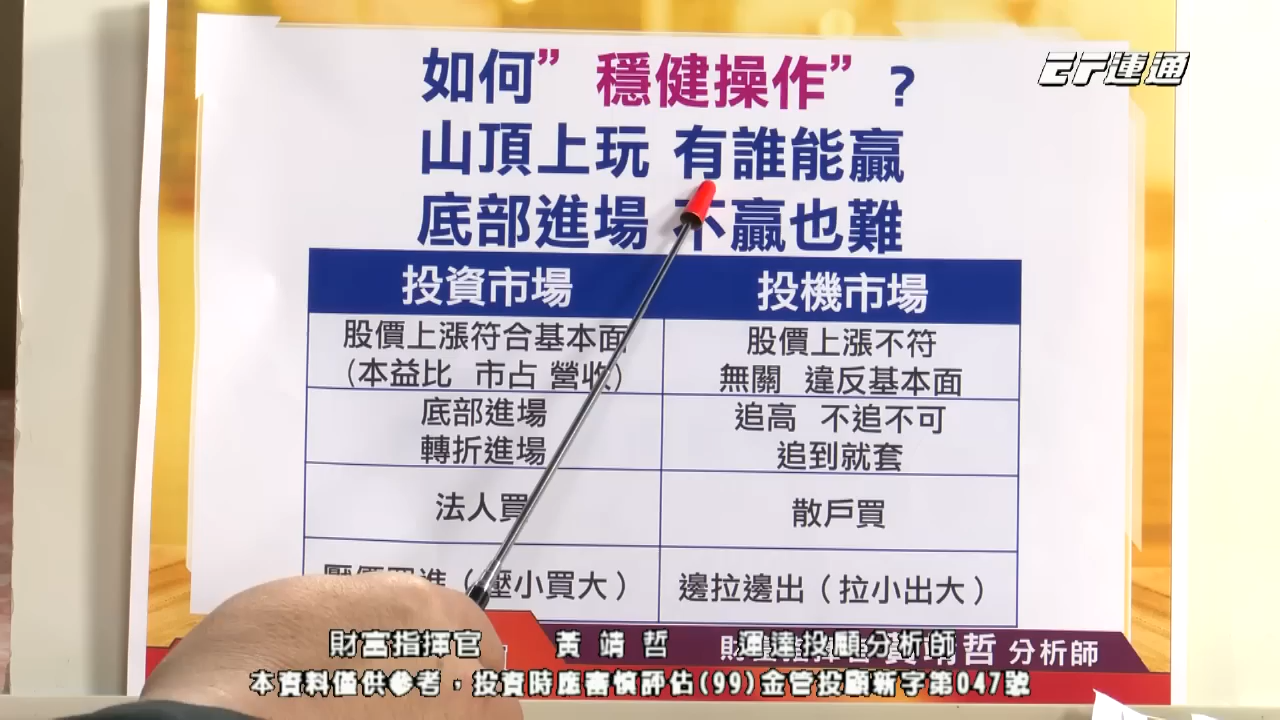 運通
如何”穩健操作”?
山頂上玩 有誰能贏
底部進場 不贏也難
投資市場 投機市場
股價上漲符合基本面 股價上漲不符
(本益比 市占 營收) 無關 違反基本面
底部進場 追高 不追不可
轉折進場 追到就套
法人買 散戶買
(壓小買大) 邊拉邊出(拉小出大)
財富指揮官 黃靖哲 運達投顧分析師
黃靖哲 分析師
本資料僅供參考，投資時應審慎評估(99)金管投顧新字第047號